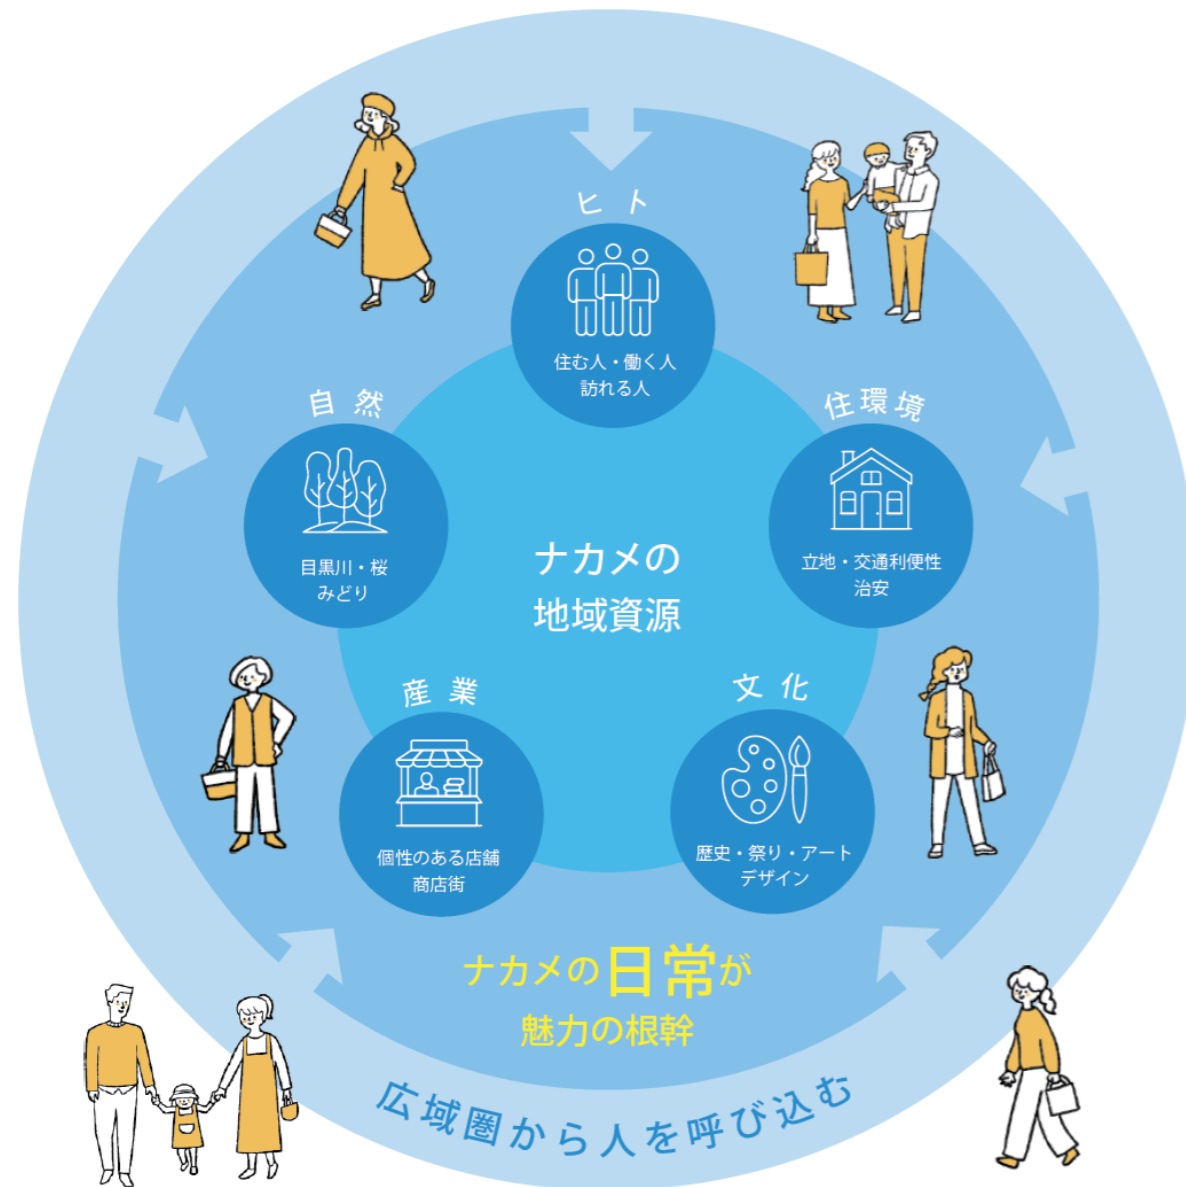 ヒト
住む人・働く人
訪れる人
自然
目黒川・桜
みどり
住環境
立地・交通利便性
治安
ナカメの
地域資源
産業
個性のある店舗
商店街
文化
歴史・祭り・アート
デザイン
ナカメの日常が
魅力の根幹
広域圏から人を呼び込む